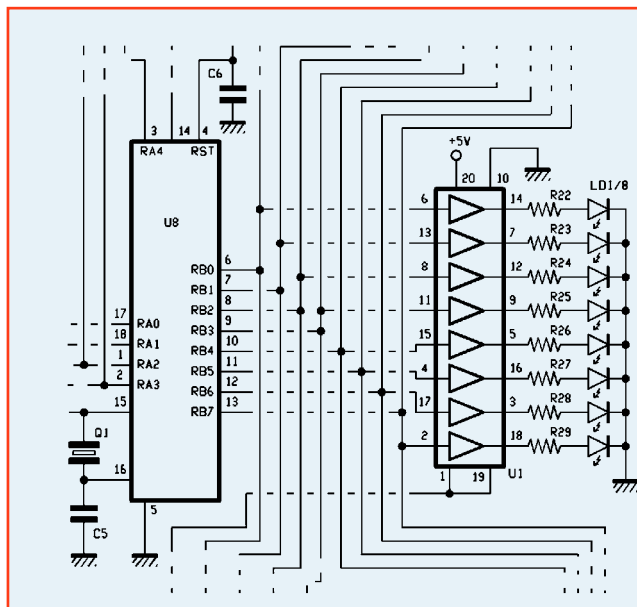 C6
3 14 4
RA4 RST
+5V
20 10
LD1/8
U8
6 14 R22
13 7 R23
RB0 6
8 12 R24
RB1 7
RB2 8
11 9 R25
17 RA0
RB3 9
18 RA1
RB4 10
15 5 R26
1 RA2
RB5 11
4 16 R27
2 RA3
RB6 12
17 3 R28
15
RB7 13
2 18 R29
Q1
16
1 19 U1
5
C5